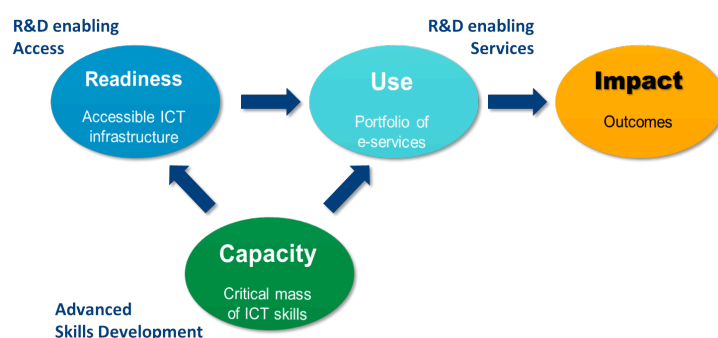 R&D enabling
Access
R&D enabling
Services
Readiness
Accessible ICT
infrastructure
Use
Portfolio of
e-services
Impact
Outcomes
Capacity
Critical mass
of ICT skills
Advanced
Skills Development